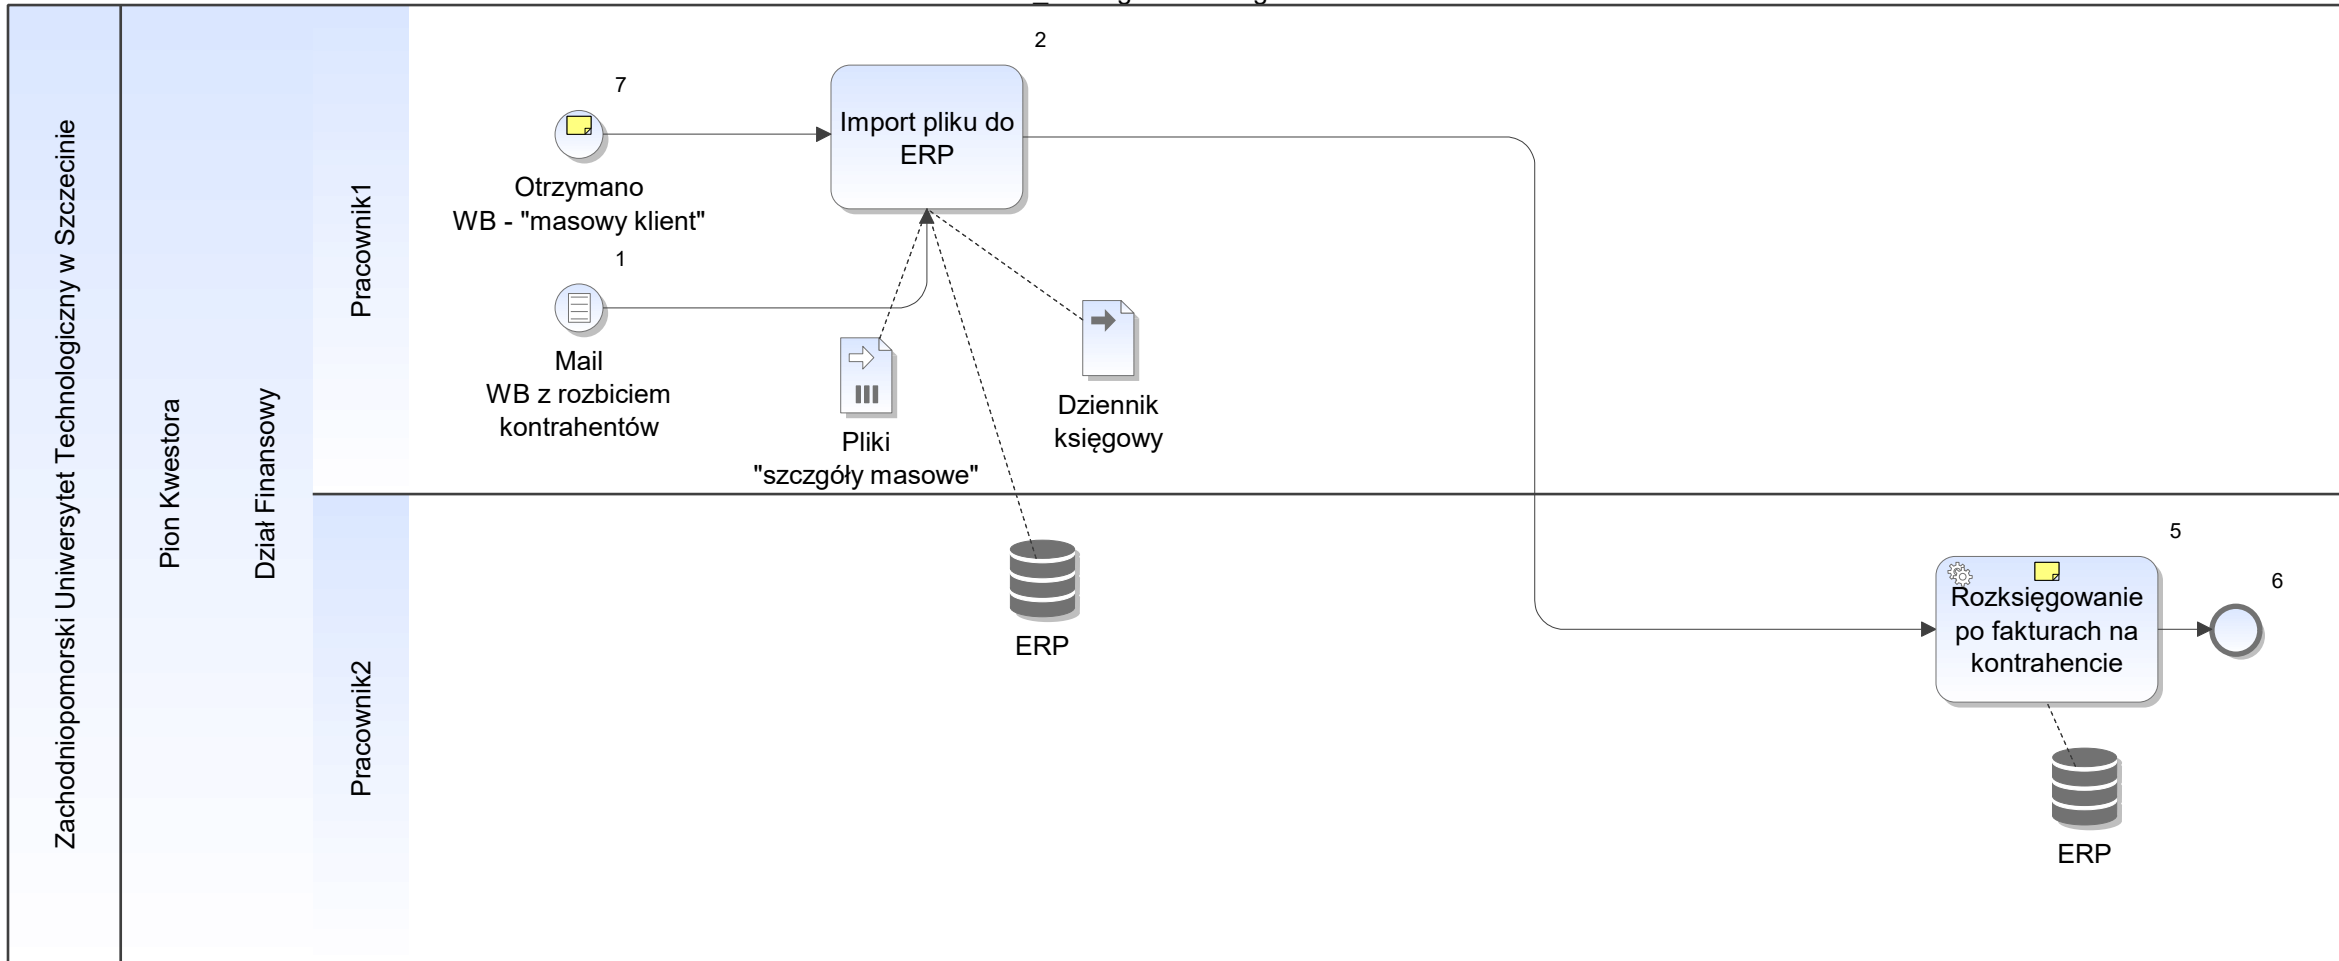 Zachodniopomorski Uniwersytet Technologiczny w Szczecinie
Pion Kwestora
Dział Finansowy
Pracownik1
7
Otrzymano
WB - "masowy klient"
1
Mail
WB z rozbiciem
kontrahentów
2
Import pliku do
ERP
Pliki
"szczgóły masowe"
Dziennik
księgowy
Pracownik2
ERP
5
Rozksięgowanie
po fakturach na
kontrahencie
6
ERP